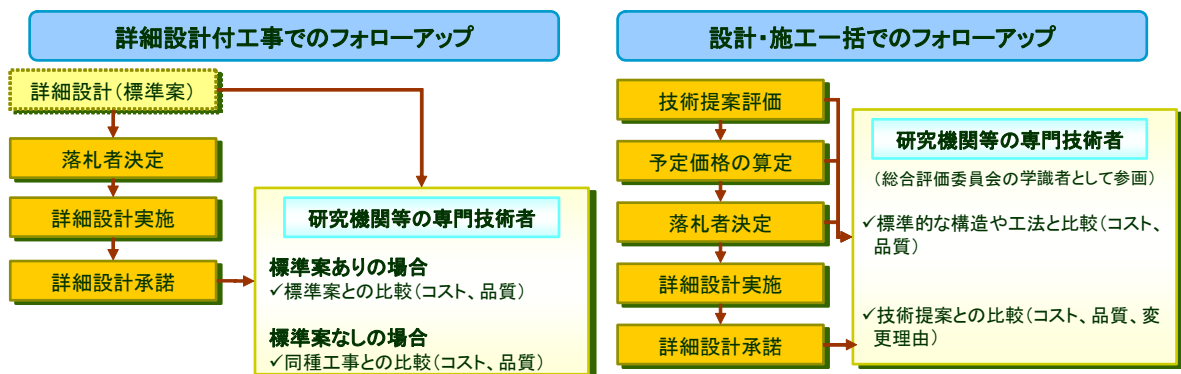 詳細設計付工事でのフォローアップ
詳細設計（標準案）
落札者決定
詳細設計実施
詳細設計承諾
研究機関等の専門技術者
標準案ありの場合
✓標準案との比較（コスト、品質）
標準案なしの場合
✓同種工事との比較（コスト、品質）
設計・施工一括でのフォローアップ
技術提案評価
予定価格の算定
落札者決定
詳細設計実施
詳細設計承諾
研究機関等の専門技術者
（総合評価委員会の学識者として参画）
✓標準的な構造や工法と比較（コスト、
品質）
✓技術提案との比較（コスト、品質、変
更理由）